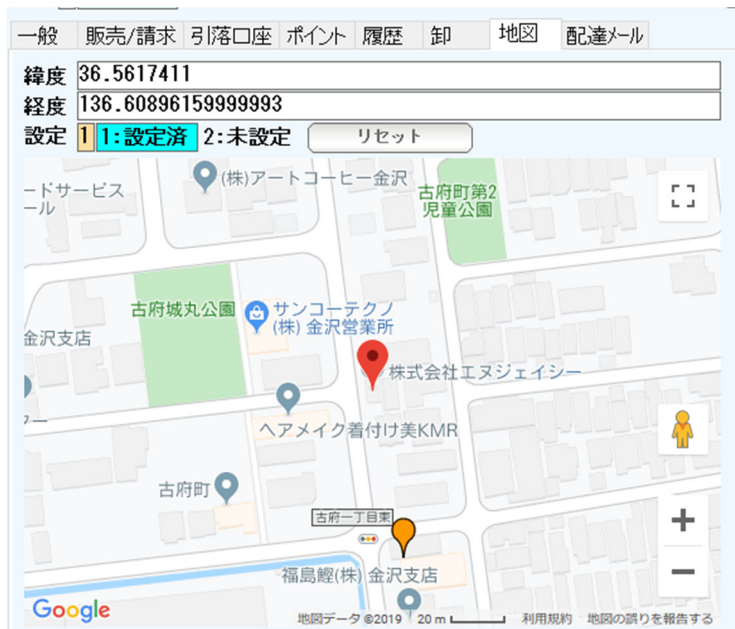 一般 販売/請求 引落口座 ポイント 履歴 卸 地図 配達メール
緯度 36.5617411
経度 136.60896159999993
設定 1 1:設定済 2:未設定 リセット
(株)アートコーヒー金沢
ードサービス
ール
古府町第2
児童公園
古府城丸公園
サンコーテクノ
(株) 金沢営業所
金沢支店
株式会社エヌジェイシー
ヘアメイク着付け美KMR
古府町
古府一丁目東
福島鰹(株) 金沢支店
Google
地図データ ©2019 20 m 利用規約 地図の誤りを報告する